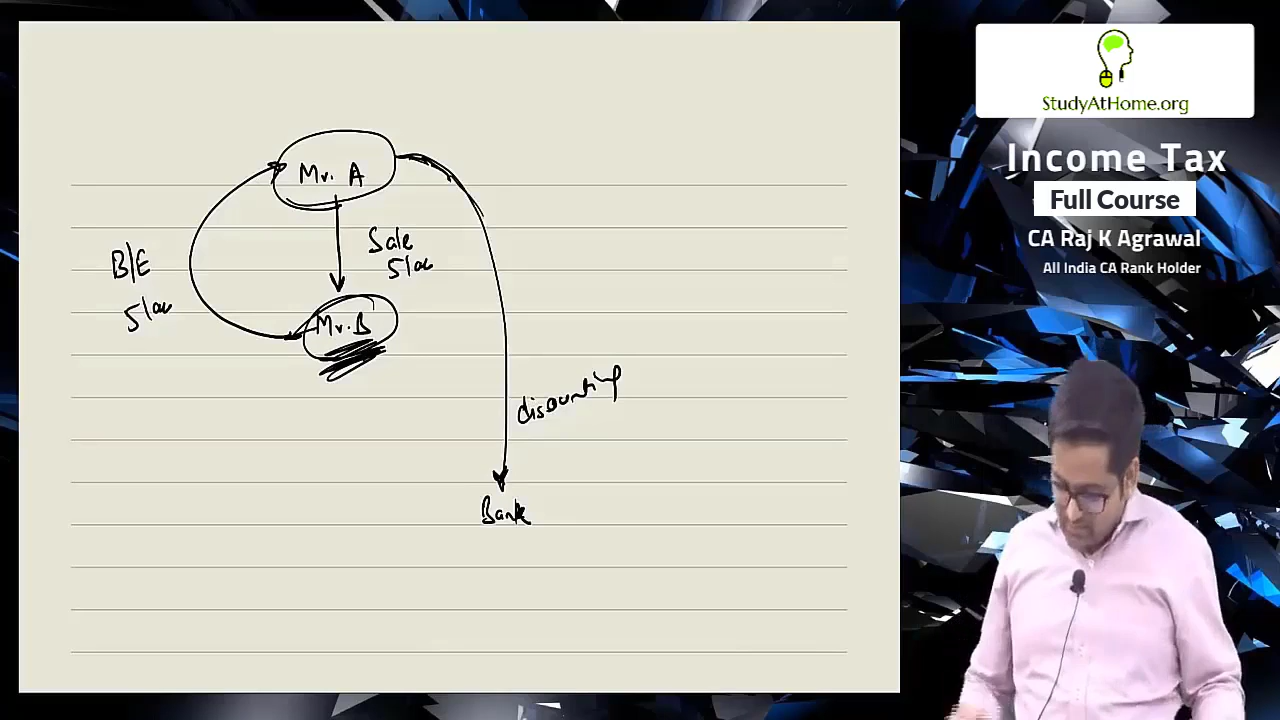 Mr. A
Sale
5lac
B/E
5lac
Mr. B
discounting
Bank
StudyAtHome.org
Income Tax
Full Course
CA Raj K Agrawal
All India CA Rank Holder